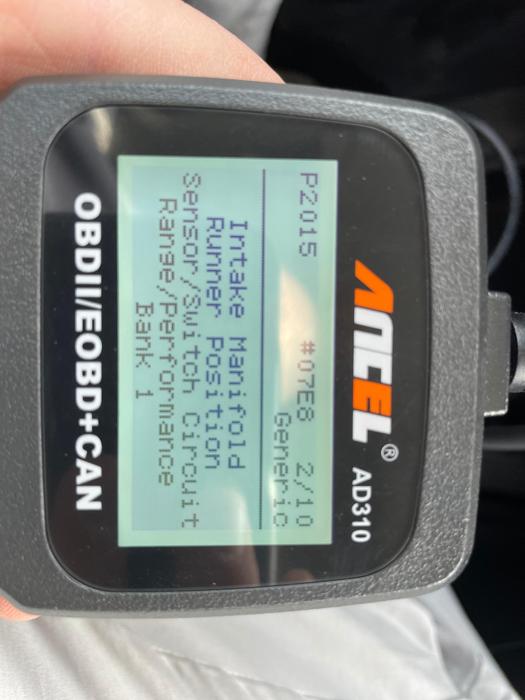 ANCEL® AD310
P2015 #07E8 2/10
Generic
Intake Manifold
Runner Position
Sensor/Switch Circuit
Range/Performance
Bank 1
OBDII/EOBD+CAN